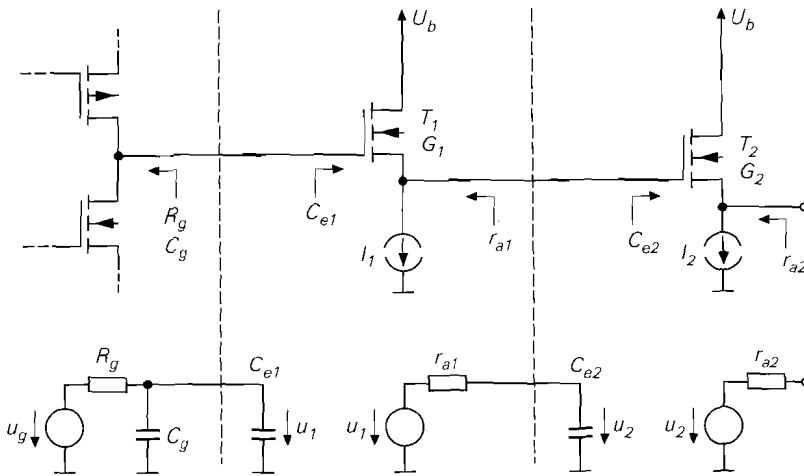 U_b
U_b
T_1
G_1
T_2
G_2
R_g
C_g
C_e1
I_1
r_a1
C_e2
I_2
r_a2
R_g
C_e1
r_a1
C_e2
r_a2
u_g
C_g
u_1
u_1
u_2
u_2